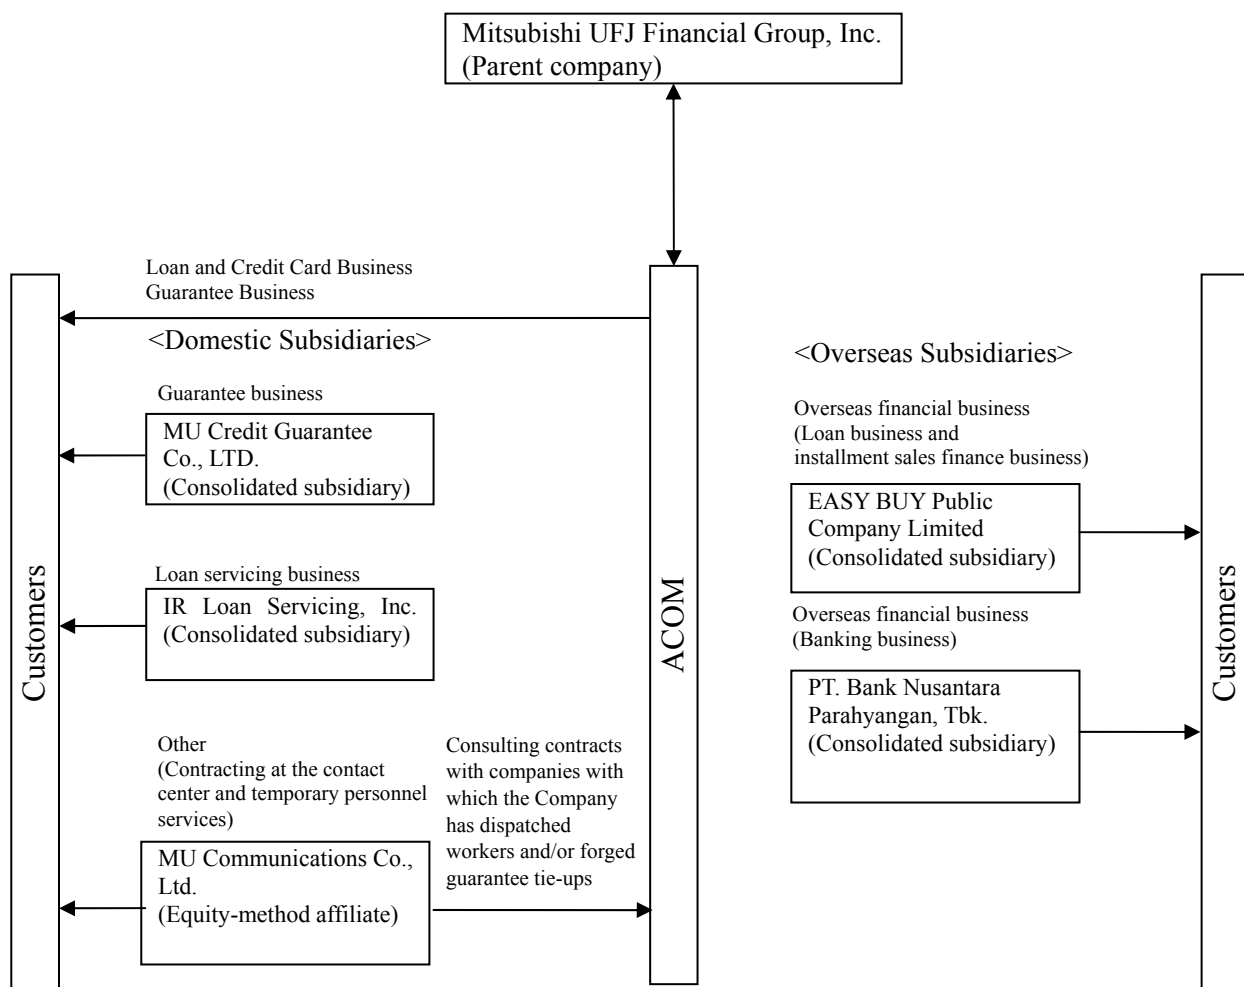 Mitsubishi UFJ Financial Group, Inc.
(Parent company)
Loan and Credit Card Business
Guarantee Business
<Domestic Subsidiaries>
Guarantee business
MU Credit Guarantee
Co., LTD.
(Consolidated subsidiary)
Loan servicing business
IR Loan Servicing, Inc.
(Consolidated subsidiary)
Other
(Contracting at the contact
center and temporary personnel
services)
MU Communications Co.,
Ltd.
(Equity-method affiliate)
Consulting contracts
with companies with
which the Company
has dispatched
workers and/or forged
guarantee tie-ups
Customers
ACOM
<Overseas Subsidiaries>
Overseas financial business
(Loan business and
installment sales finance business)
EASY BUY Public
Company Limited
(Consolidated subsidiary)
Overseas financial business
(Banking business)
PT. Bank Nusantara
Parahyangan, Tbk.
(Consolidated subsidiary)
Customers